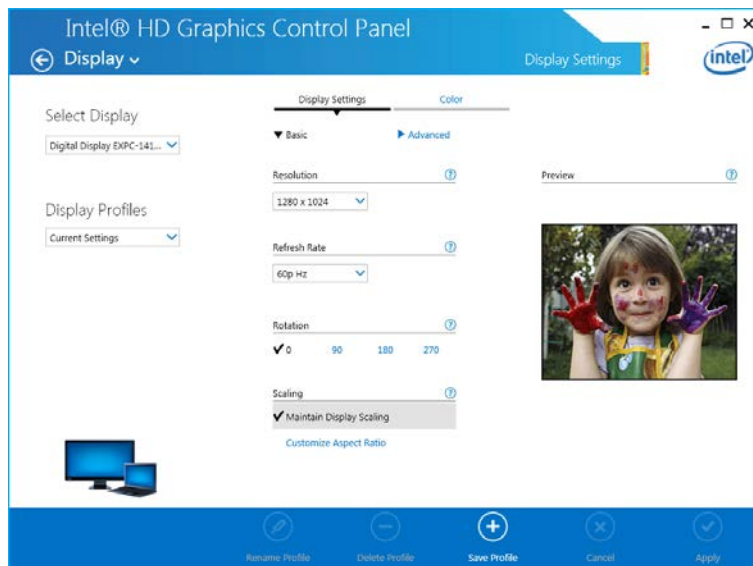 Intel® HD Graphics Control Panel
Display
Display Settings
intel
Select Display
Digital Display EXPC-141...
Display Profiles
Current Settings
Display Settings
Color
Basic
Advanced
Resolution
?
1280 x 1024
Refresh Rate
?
60p Hz
Rotation
?
0
90
180
270
Scaling
?
Maintain Display Scaling
Customize Aspect Ratio
Preview
?
Rename Profile
Delete Profile
Save Profile
Cancel
Apply